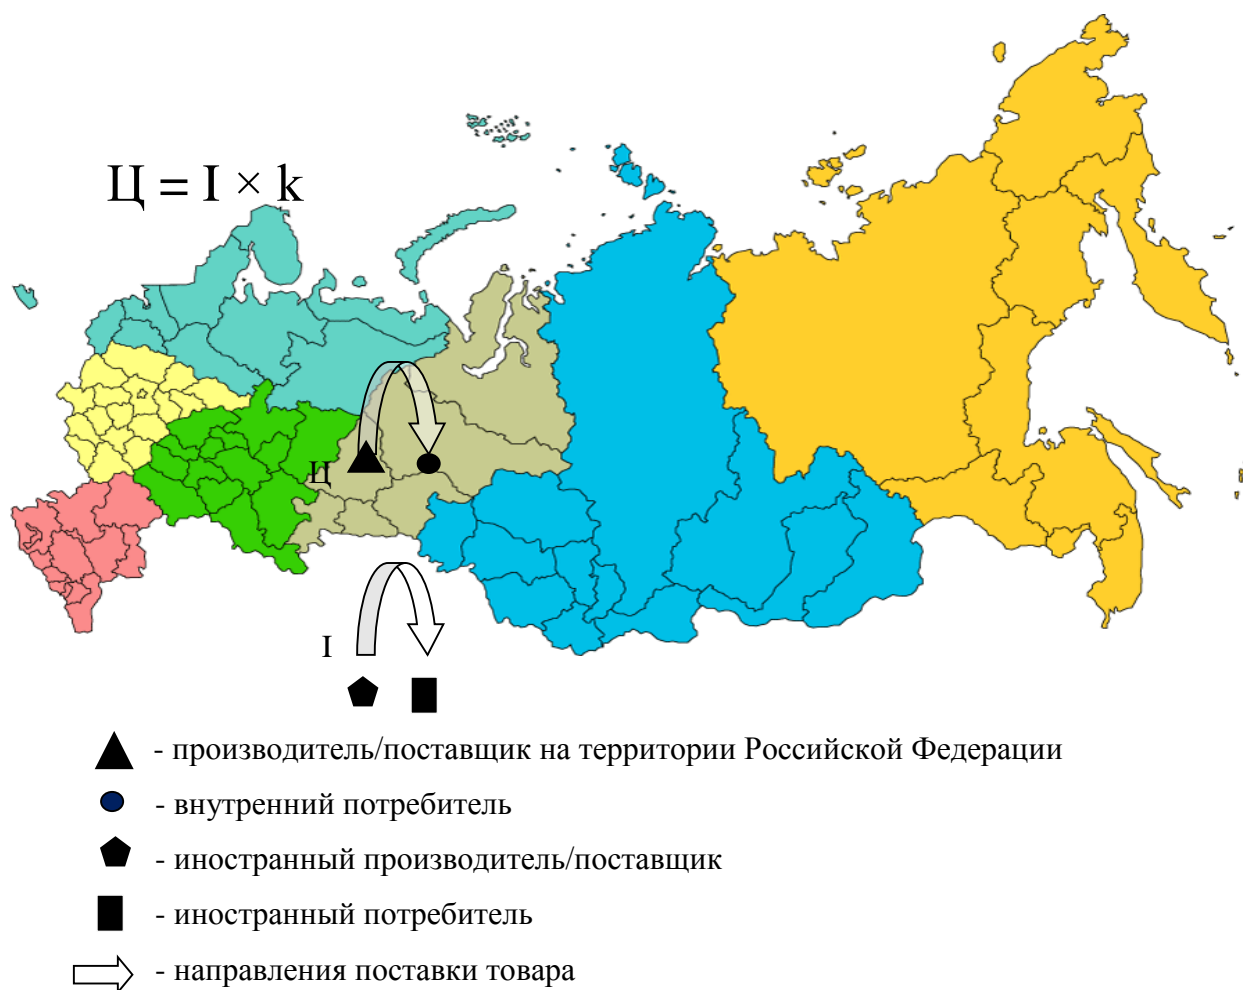 Ц = I × k
Ц
I
- производитель/поставщик на территории Российской Федерации
- внутренний потребитель
- иностранный производитель/поставщик
- иностранный потребитель
- направления поставки товара